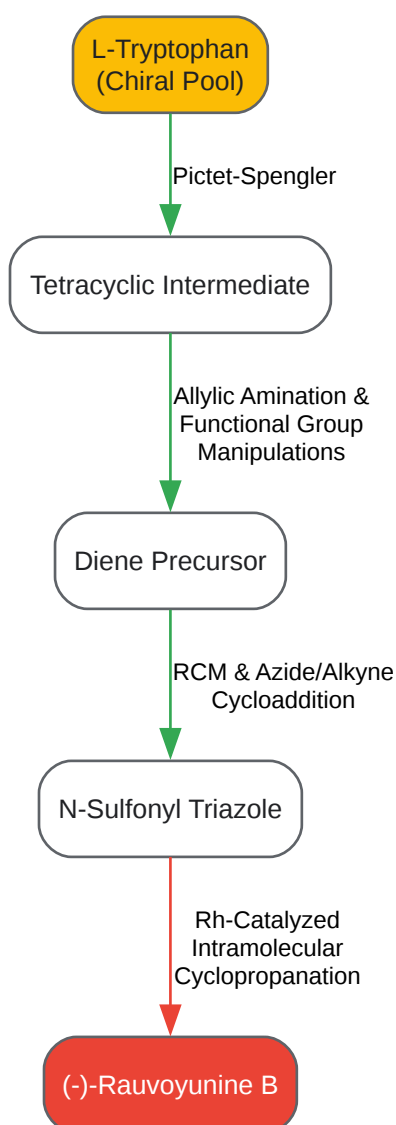 L-Tryptophan
(Chiral Pool)
Pictet-Spengler
Tetracyclic Intermediate
Allylic Amination &
Functional Group
Manipulations
Diene Precursor
RCM & Azide/Alkyne
Cycloaddition
N-Sulfonyl Triazole
Rh-Catalyzed
Intramolecular
Cyclopropanation
(-)-Rauvoyunine B